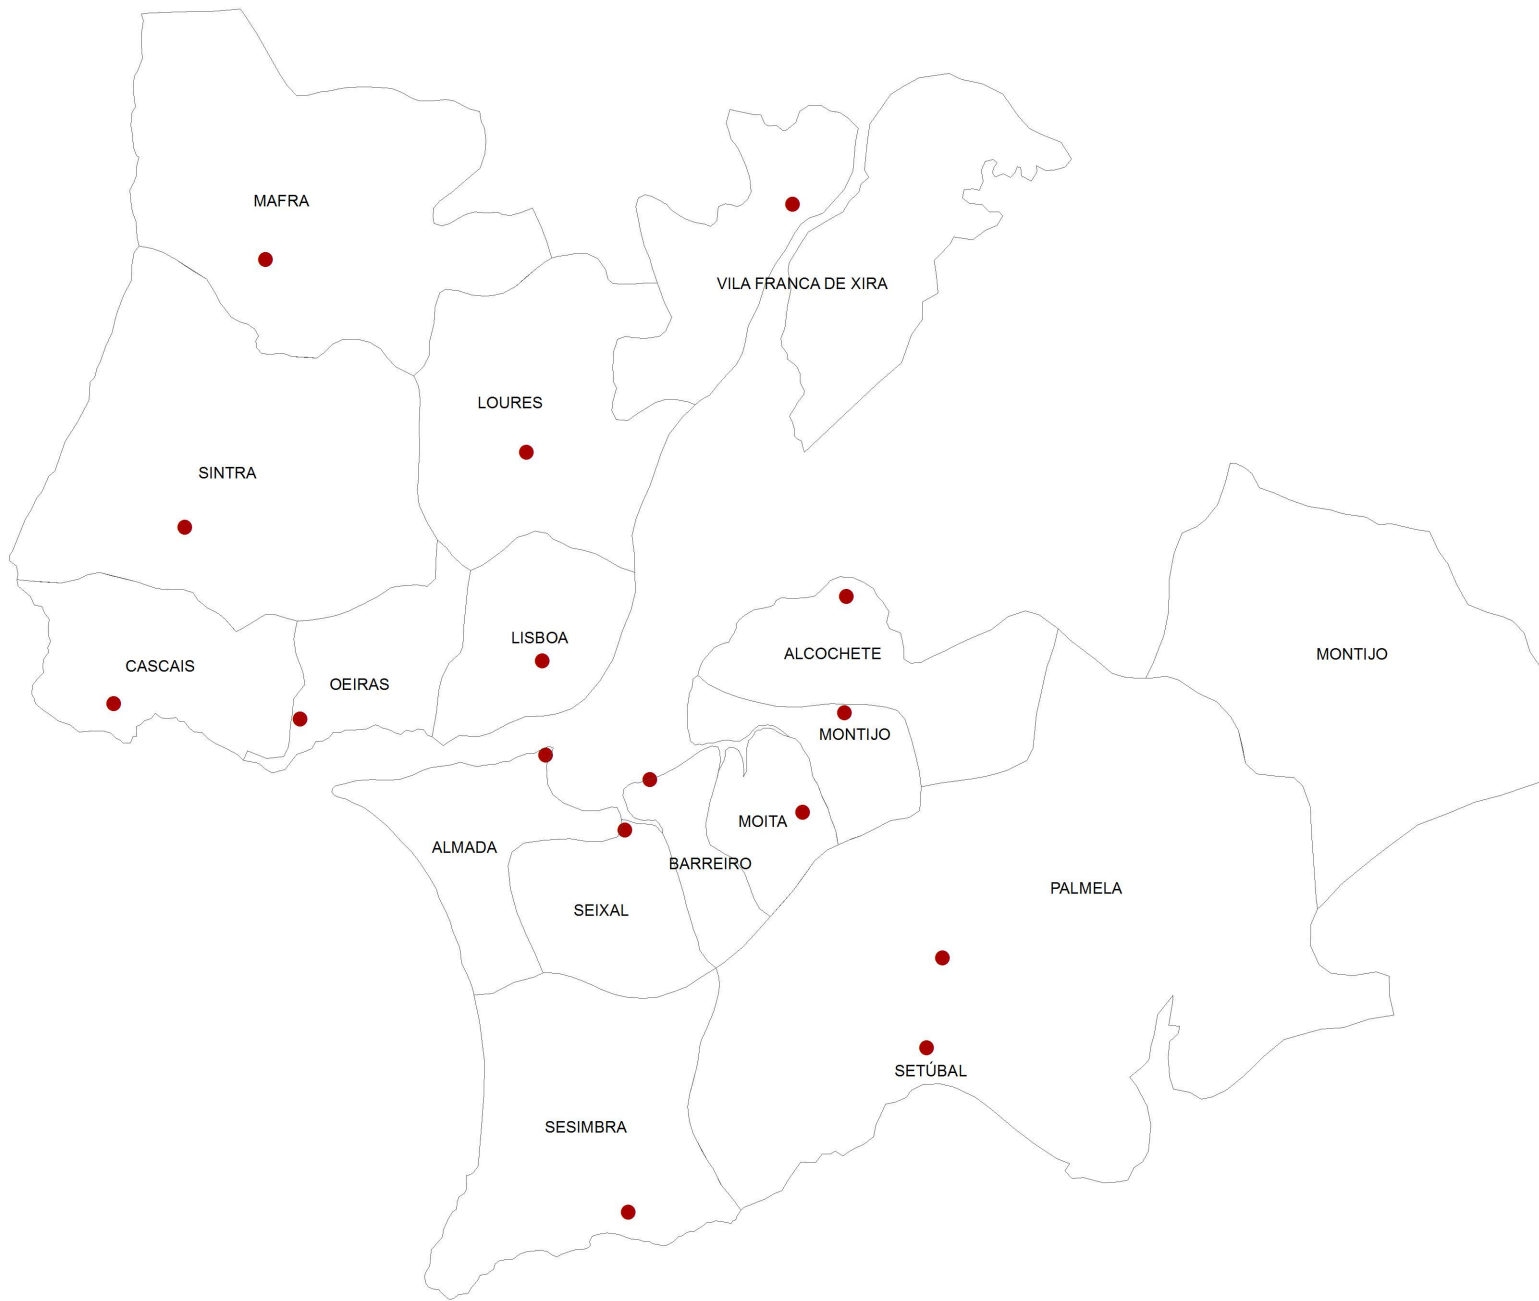 MAFRA
VILA FRANCA DE XIRA
LOURES
SINTRA
LISBOA
ALCOCHETE
MONTIJO
CASCAIS
OEIRAS
MONTIJO
MOITA
ALMADA
BARREIRO
PALMELA
SEIXAL
SETÚBAL
SESIMBRA